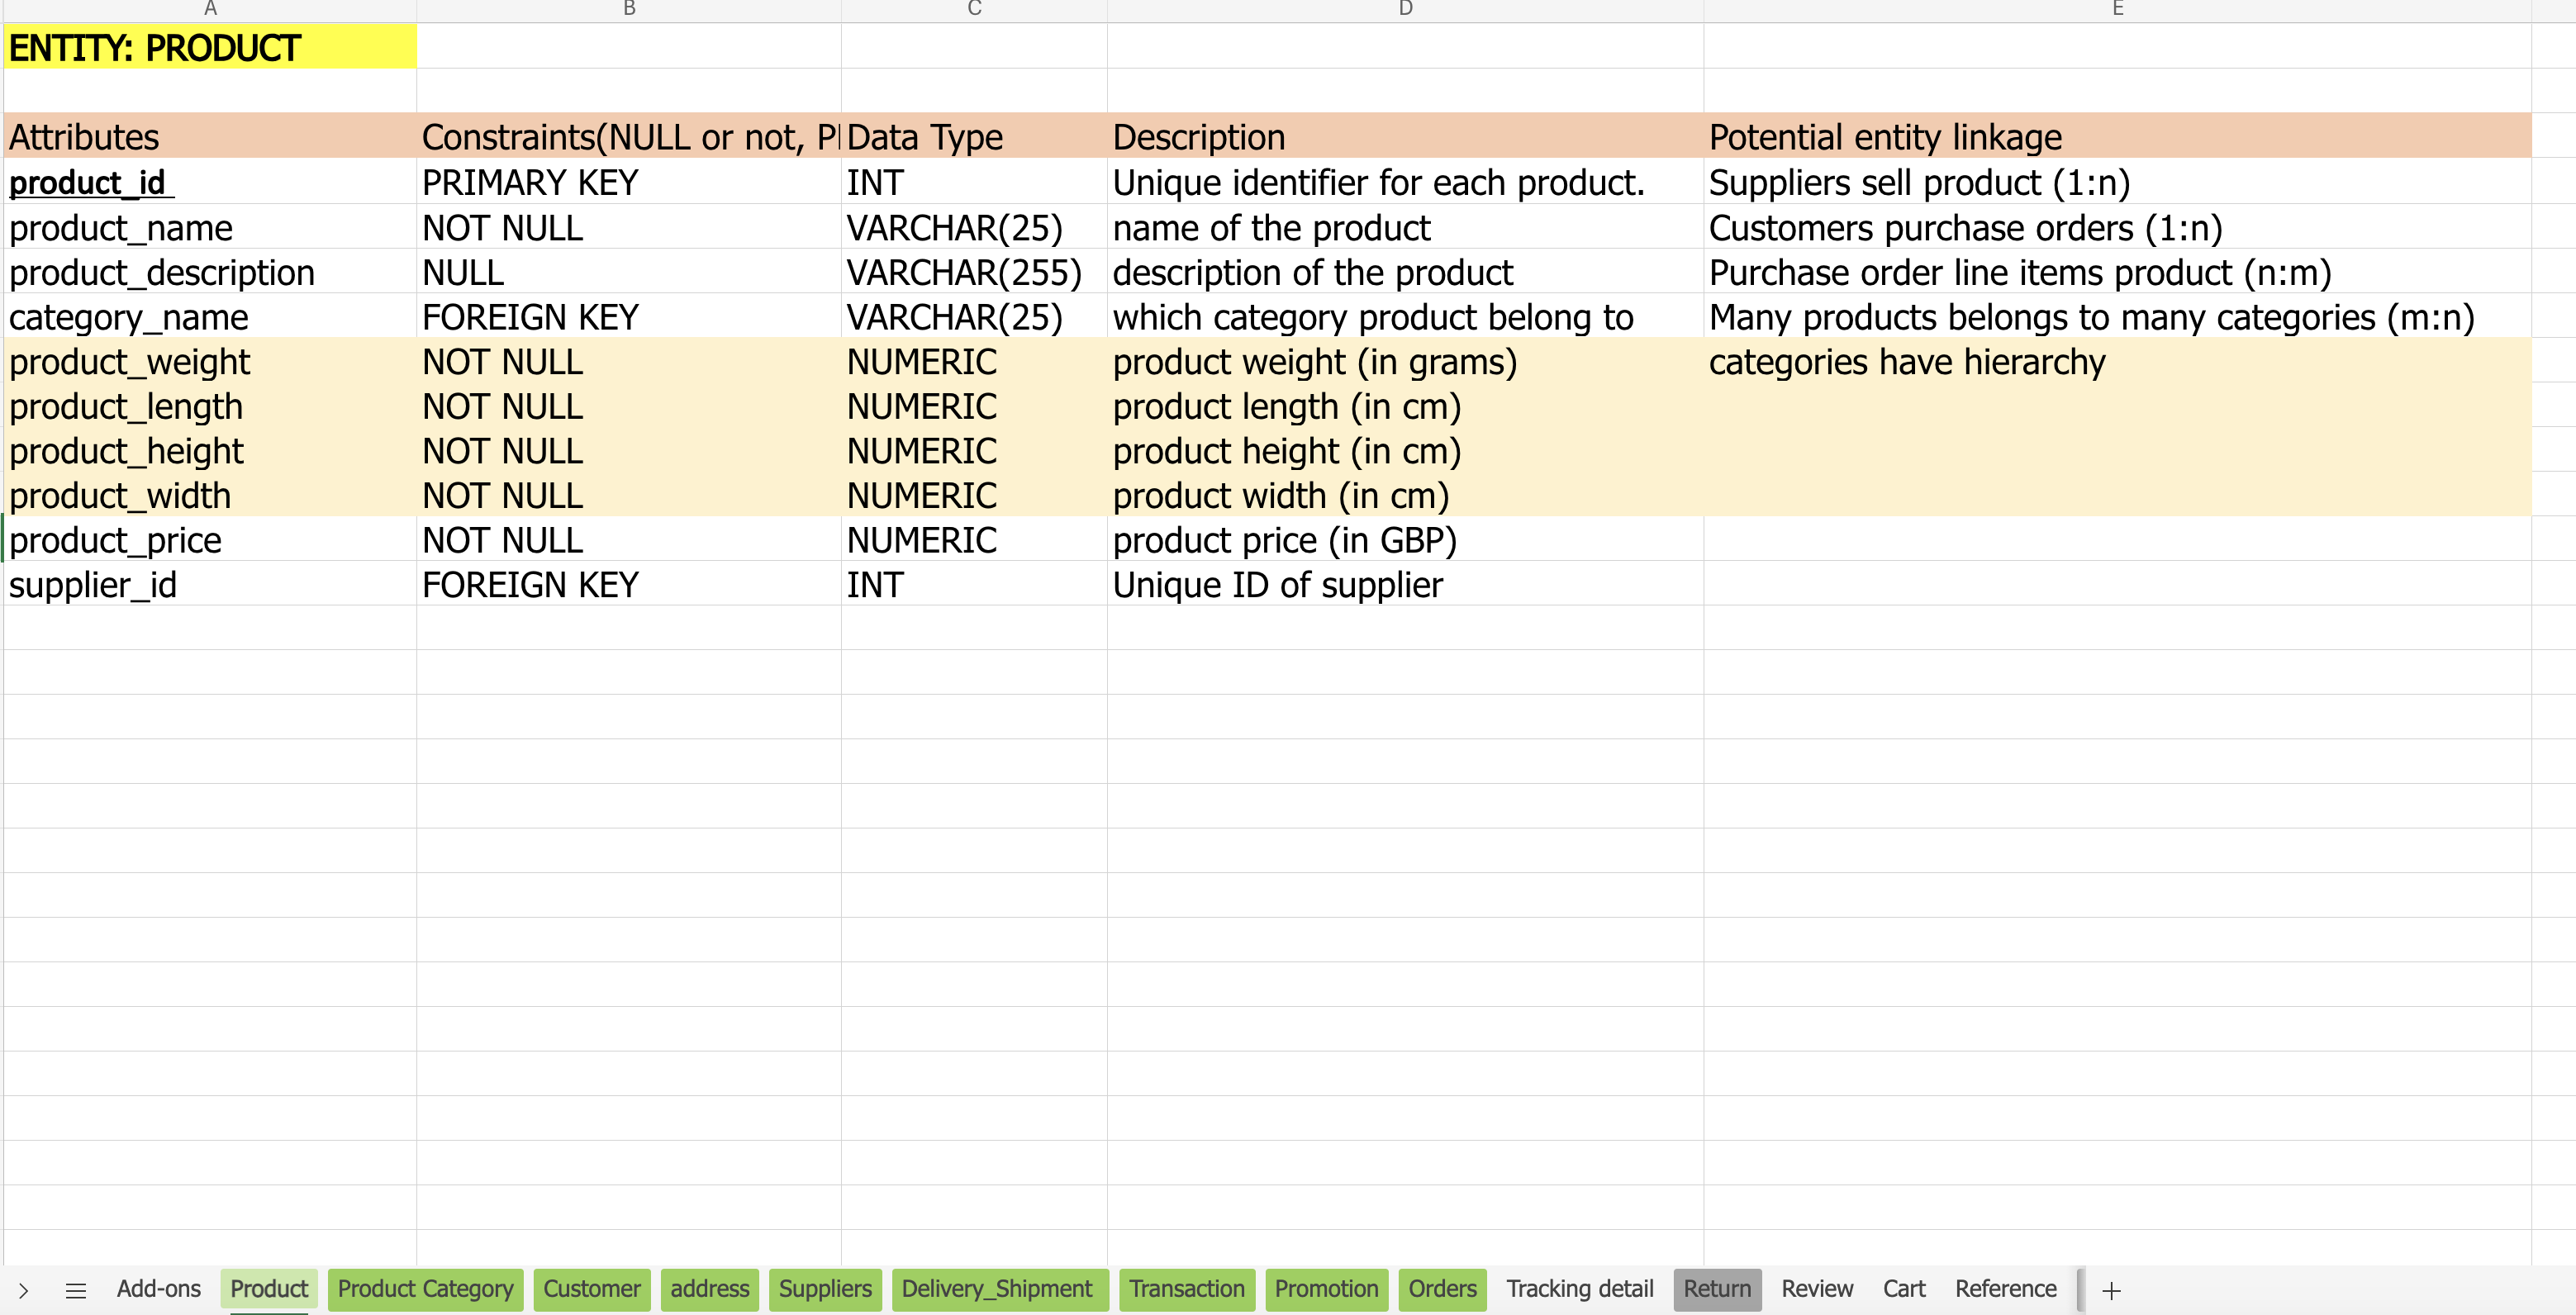 A B C D E
ENTITY: PRODUCT
Attributes Constraints(NULL or not, Data Type Description Potential entity linkage
product_id PRIMARY KEY INT Unique identifier for each product. Suppliers sell product (1:n)
product_name NOT NULL VARCHAR(25) name of the product Customers purchase orders (1:n)
product_description NULL VARCHAR(255) description of the product Purchase order line items product (n:m)
category_name FOREIGN KEY VARCHAR(25) which category product belong to Many products belongs to many categories (m:n)
product_weight NOT NULL NUMERIC product weight (in grams) categories have hierarchy
product_length NOT NULL NUMERIC product length (in cm)
product_height NOT NULL NUMERIC product height (in cm)
product_width NOT NULL NUMERIC product width (in cm)
product_price NOT NULL NUMERIC product price (in GBP)
supplier_id FOREIGN KEY INT Unique ID of supplier
Add-ons Product Product Category Customer address Suppliers Delivery_Shipment Transaction Promotion Orders Tracking detail Return Review Cart Reference